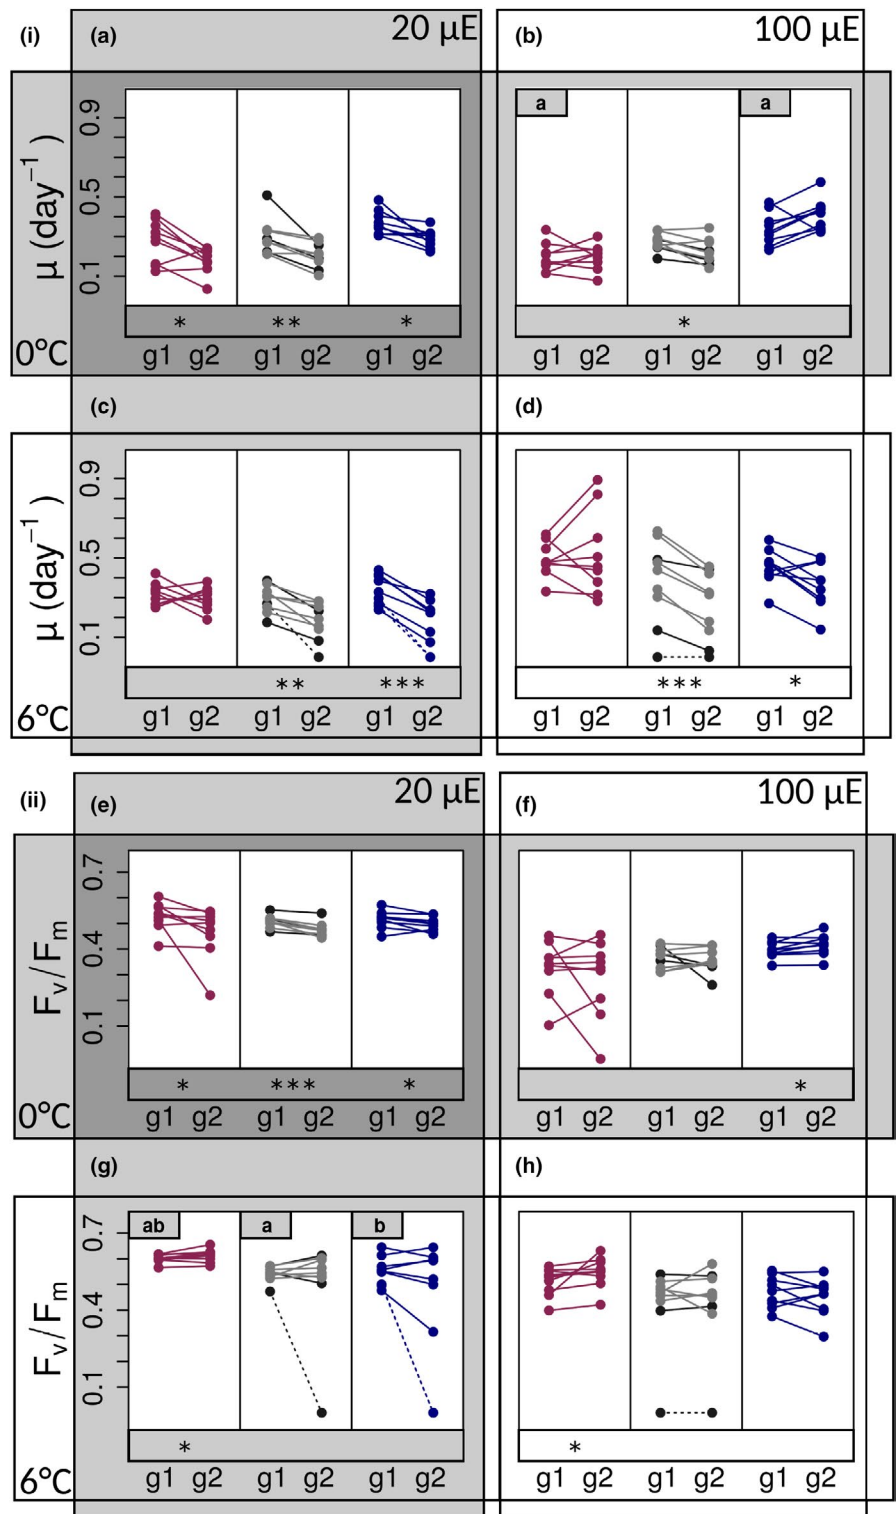 (i) (a) 20 µE (b) 100 µE
a a
µ (day⁻¹) 0.1 0.5 0.9
* ** * *
0°C g1 g2 g1 g2 g1 g2 g1 g2 g1 g2 g1 g2
(c) (d)
µ (day⁻¹) 0.1 0.5 0.9
** *** *** *
6°C g1 g2 g1 g2 g1 g2 g1 g2 g1 g2 g1 g2
(ii) (e) 20 µE (f) 100 µE
Fv/Fm 0.1 0.4 0.7
* *** * *
0°C g1 g2 g1 g2 g1 g2 g1 g2 g1 g2 g1 g2
(g) (h)
ab a b
Fv/Fm 0.1 0.4 0.7
* *
6°C g1 g2 g1 g2 g1 g2 g1 g2 g1 g2 g1 g2